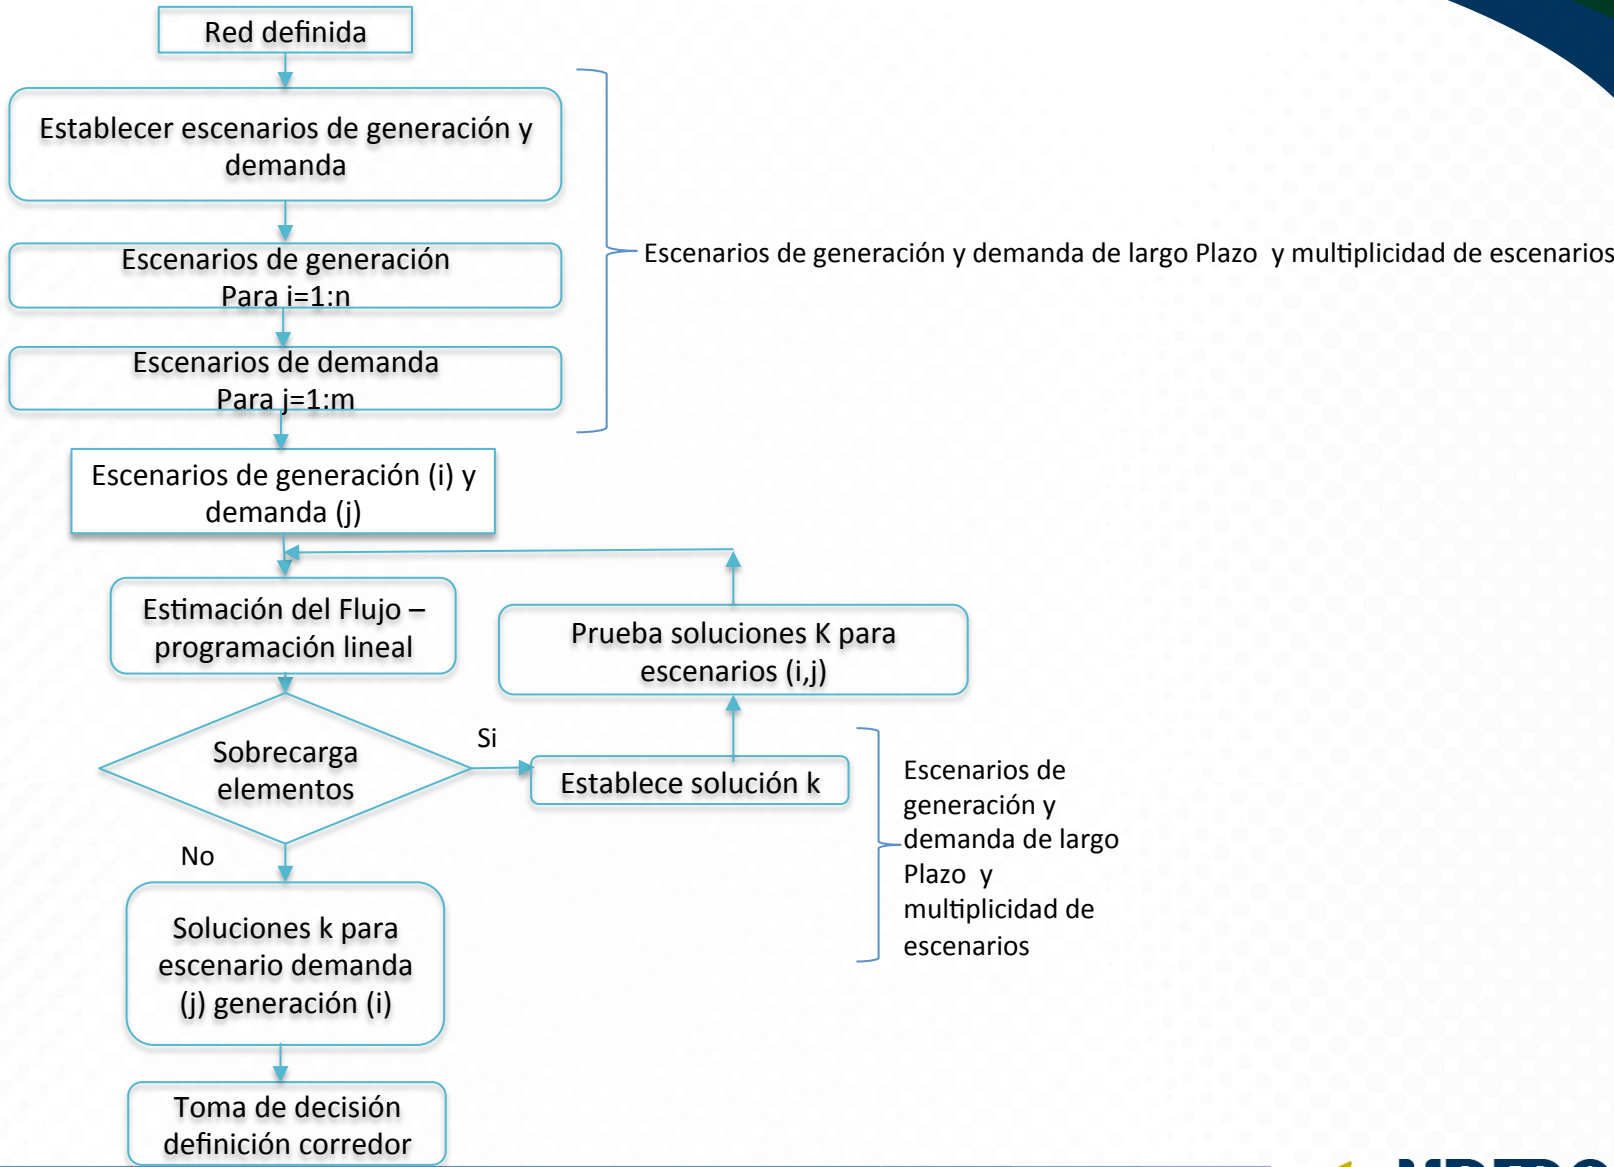 Red definida
Establecer escenarios de generación y
demanda
Escenarios de generación
Para i=1:n
Escenarios de generación y demanda de largo Plazo y multiplicidad de escenarios
Escenarios de demanda
Para j=1:m
Escenarios de generación (i) y
demanda (j)
Estimación del Flujo –
programación lineal
Prueba soluciones K para
escenarios (i,j)
Sobrecarga
elementos
Si
Establece solución k
Escenarios de
generación y
demanda de largo
Plazo y
multiplicidad de
escenarios
No
Soluciones k para
escenario demanda
(j) generación (i)
Toma de decisión
definición corredor